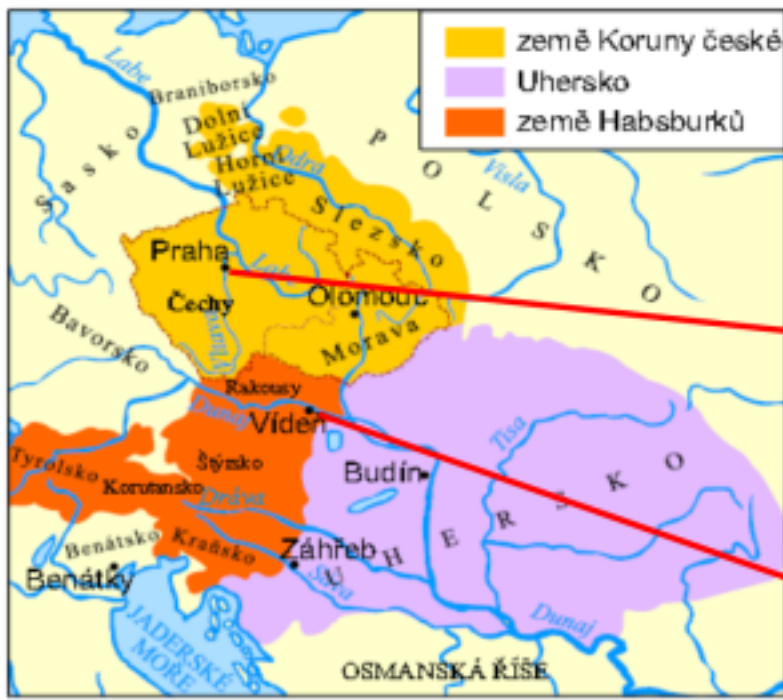 země Koruny české
Uhersko
země Habsburků
Labe
Braniborsko
Dolní
Lužice
Horní
Lužice
Odra
Sasko
POLSKO
Visla
Slezsko
Praha
Labe
Čechy
Olomouc
Vltava
Morava
Bavorsko
Rakousy
Dunaj
Vídeň
Tisa
Štýrsko
Budín
Tyrolsko
Korutansko
Dráva
UHERSKO
Benátsko
Kraňsko
Záhřeb
Benátky
Sáva
Dunaj
JADERSKÉ
MOŘE
OSMANSKÁ ŘÍŠE